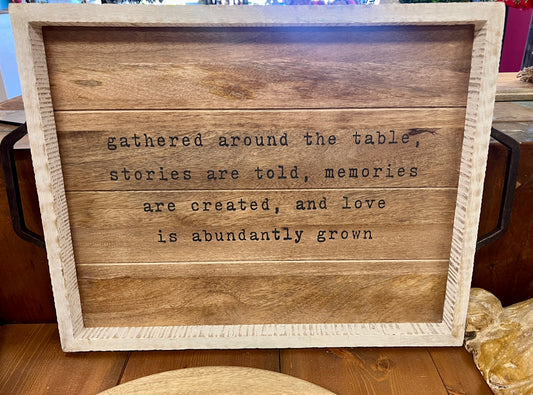 gathered around the table,
stories are told, memories
are created, and love
is abundantly grown